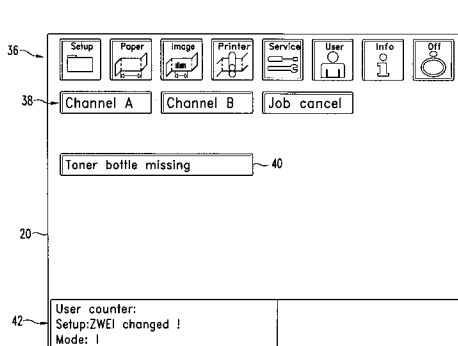 36
Setup Paper image Printer Service User Info Off
38
Channel A Channel B Job cancel
Toner bottle missing 40
20
42
User counter:
Setup:ZWEI changed !
Mode: I